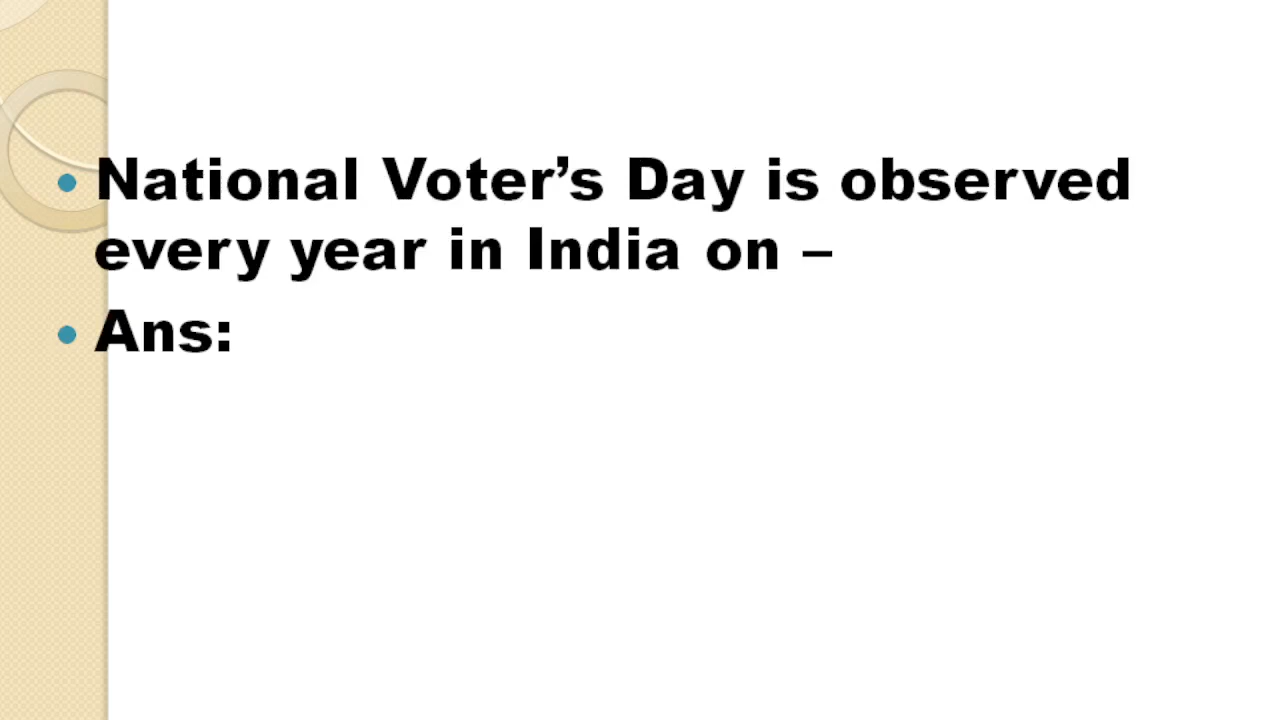 National Voter’s Day is observed
every year in India on –
Ans: